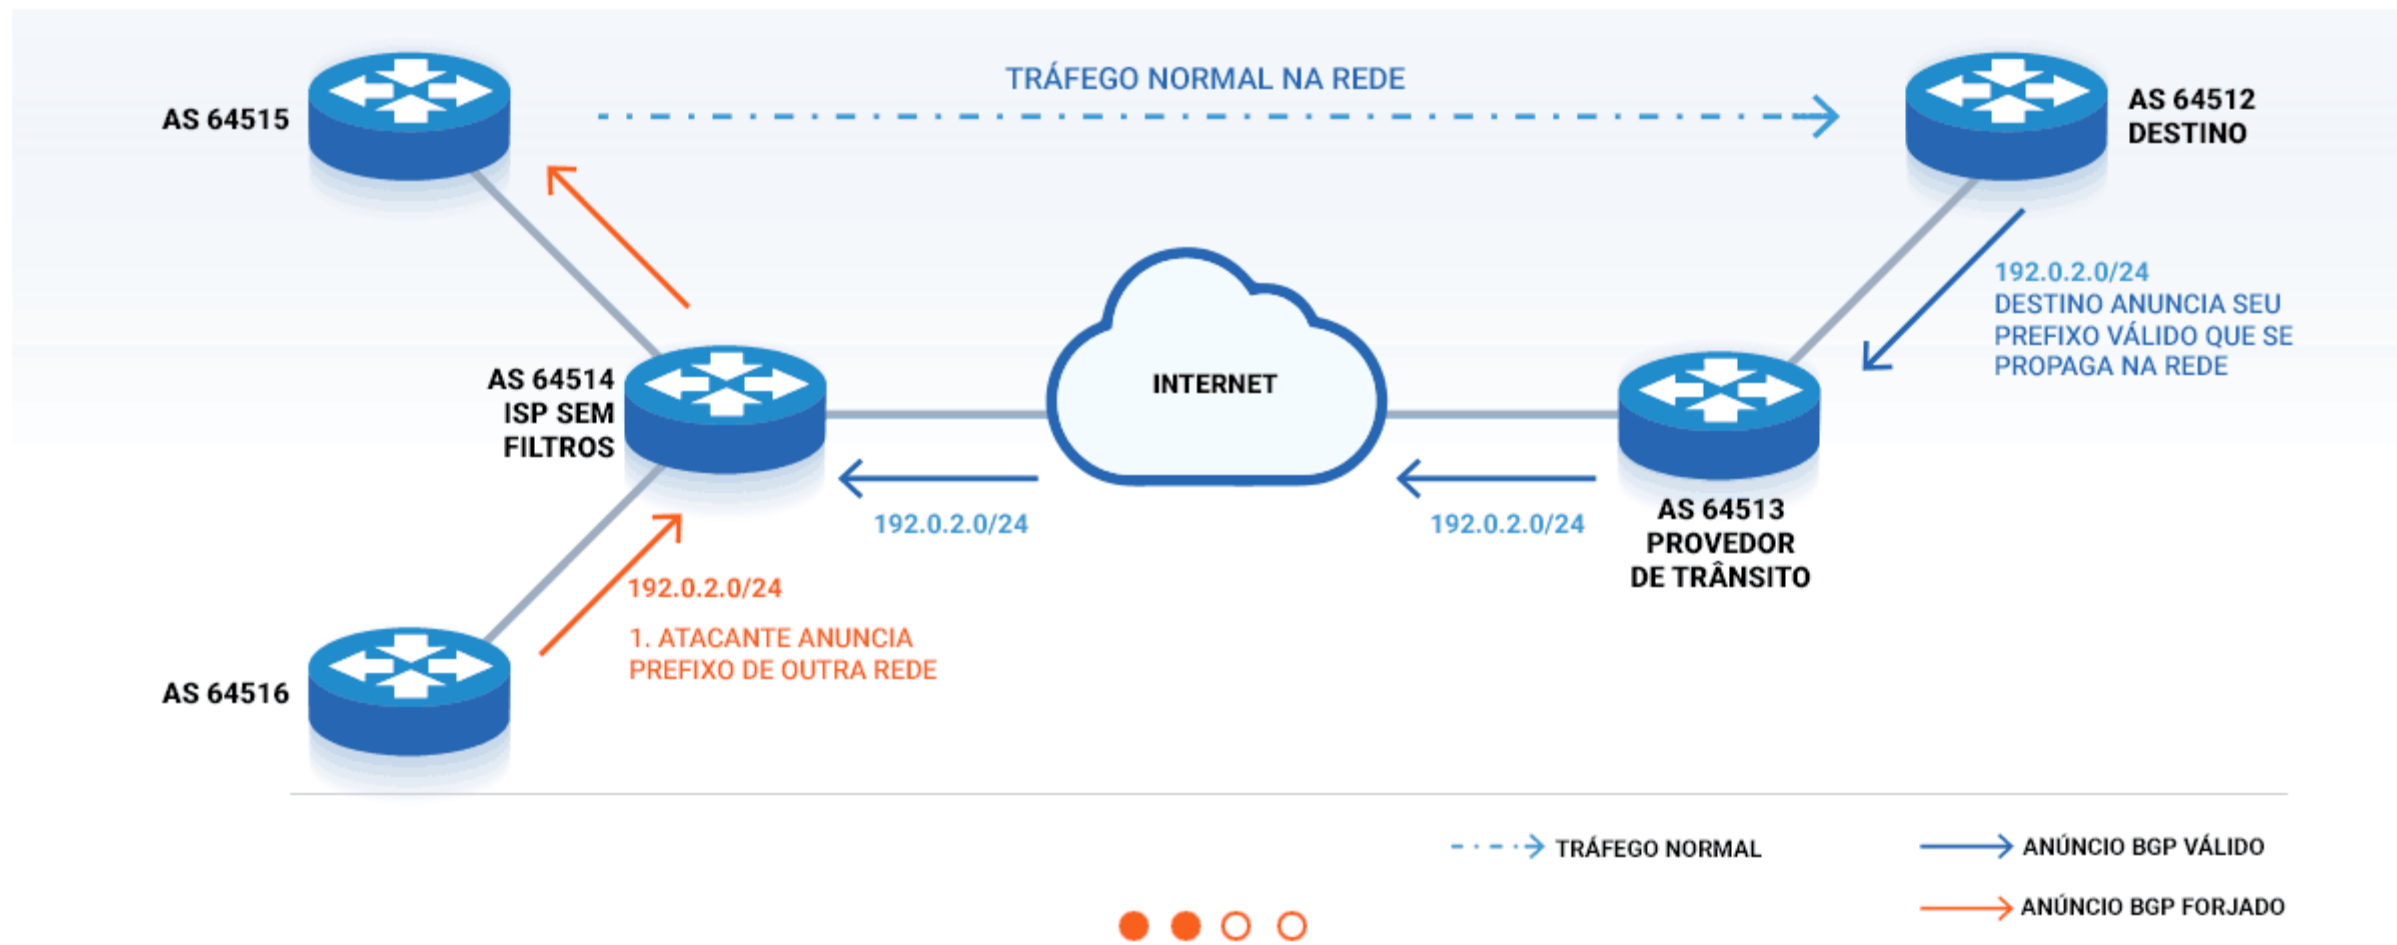 TRÁFEGO NORMAL NA REDE
AS 64515
AS 64512
DESTINO
192.0.2.0/24
DESTINO ANUNCIA SEU
PREFIXO VÁLIDO QUE SE
PROPAGA NA REDE
AS 64514
ISP SEM
FILTROS
INTERNET
192.0.2.0/24
192.0.2.0/24
AS 64513
PROVEDOR
DE TRÂNSITO
192.0.2.0/24
1. ATACANTE ANUNCIA
PREFIXO DE OUTRA REDE
AS 64516
TRÁFEGO NORMAL
ANÚNCIO BGP VÁLIDO
ANÚNCIO BGP FORJADO